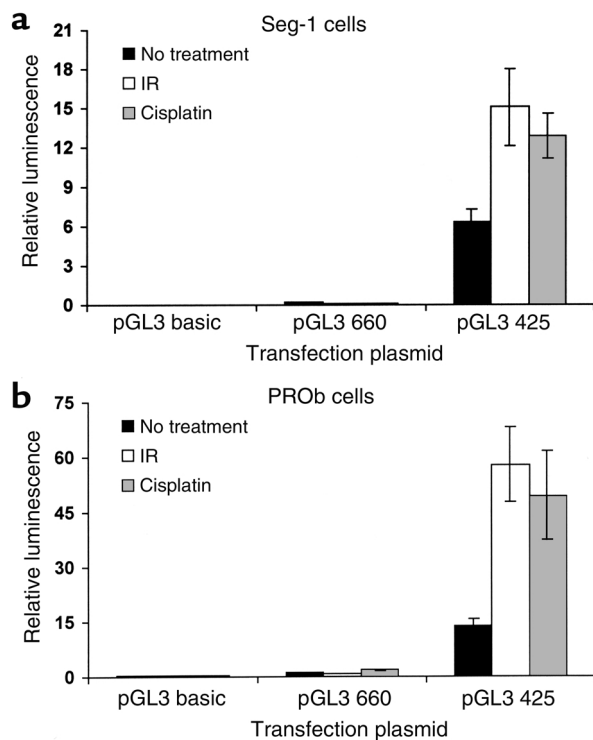 a
Seg-1 cells
21
18
15
12
9
6
3
0
Relative luminescence
No treatment
IR
Cisplatin
pGL3 basic pGL3 660 pGL3 425
Transfection plasmid
b
PROb cells
75
60
45
30
15
0
Relative luminescence
No treatment
IR
Cisplatin
pGL3 basic pGL3 660 pGL3 425
Transfection plasmid